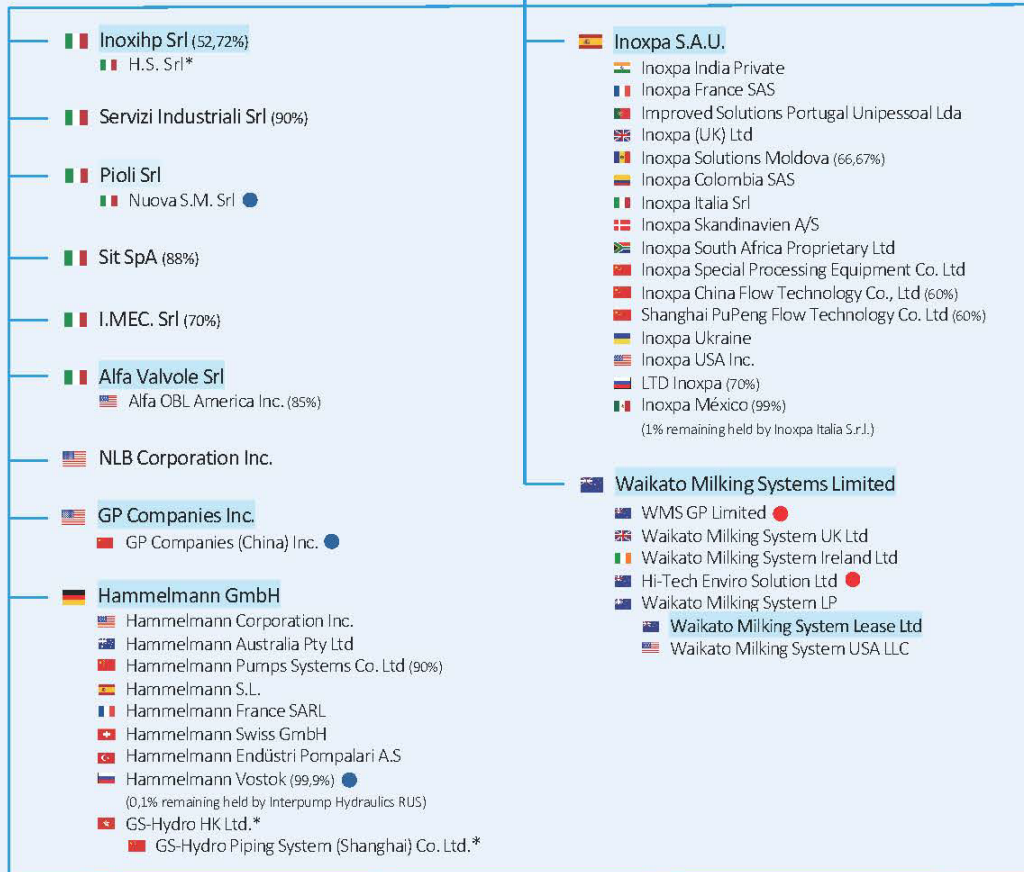 Inoxihp Srl (52,72%)
H.S. Srl*
Servizi Industriali Srl (90%)
Pioli Srl
Nuova S.M. Srl
Sit SpA (88%)
I.MEC. Srl (70%)
Alfa Valvole Srl
Alfa OBL America Inc. (85%)
NLB Corporation Inc.
GP Companies Inc.
GP Companies (China) Inc.
Hammelmann GmbH
Hammelmann Corporation Inc.
Hammelmann Australia Pty Ltd
Hammelmann Pumps Systems Co. Ltd (90%)
Hammelmann S.L.
Hammelmann France SARL
Hammelmann Swiss GmbH
Hammelmann Endüstri Pompalari A.S
Hammelmann Vostok (99,9%)
(0,1% remaining held by Interpump Hydraulics RUS)
GS-Hydro HK Ltd.*
GS-Hydro Piping System (Shanghai) Co. Ltd.*
Inoxpa S.A.U.
Inoxpa India Private
Inoxpa France SAS
Improved Solutions Portugal Unipessoal Lda
Inoxpa (UK) Ltd
Inoxpa Solutions Moldova (66,67%)
Inoxpa Colombia SAS
Inoxpa Italia Srl
Inoxpa Skandinavien A/S
Inoxpa South Africa Proprietary Ltd
Inoxpa Special Processing Equipment Co. Ltd
Inoxpa China Flow Technology Co., Ltd (60%)
Shanghai PuPeng Flow Technology Co. Ltd (60%)
Inoxpa Ukraine
Inoxpa USA Inc.
LTD Inoxpa (70%)
Inoxpa México (99%)
(1% remaining held by Inoxpa Italia S.r.l.)
Waikato Milking Systems Limited
WMS GP Limited
Waikato Milking System UK Ltd
Waikato Milking System Ireland Ltd
Hi-Tech Enviro Solution Ltd
Waikato Milking System LP
Waikato Milking System Lease Ltd
Waikato Milking System USA LLC